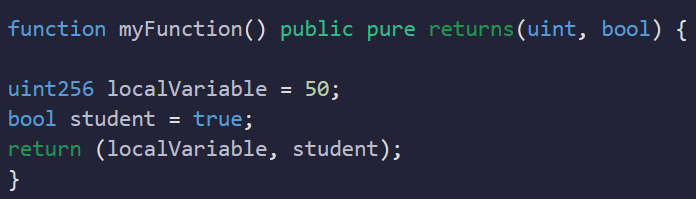 function myFunction() public pure returns(uint, bool) {
uint256 localVariable = 50;
bool student = true;
return (localVariable, student);
}